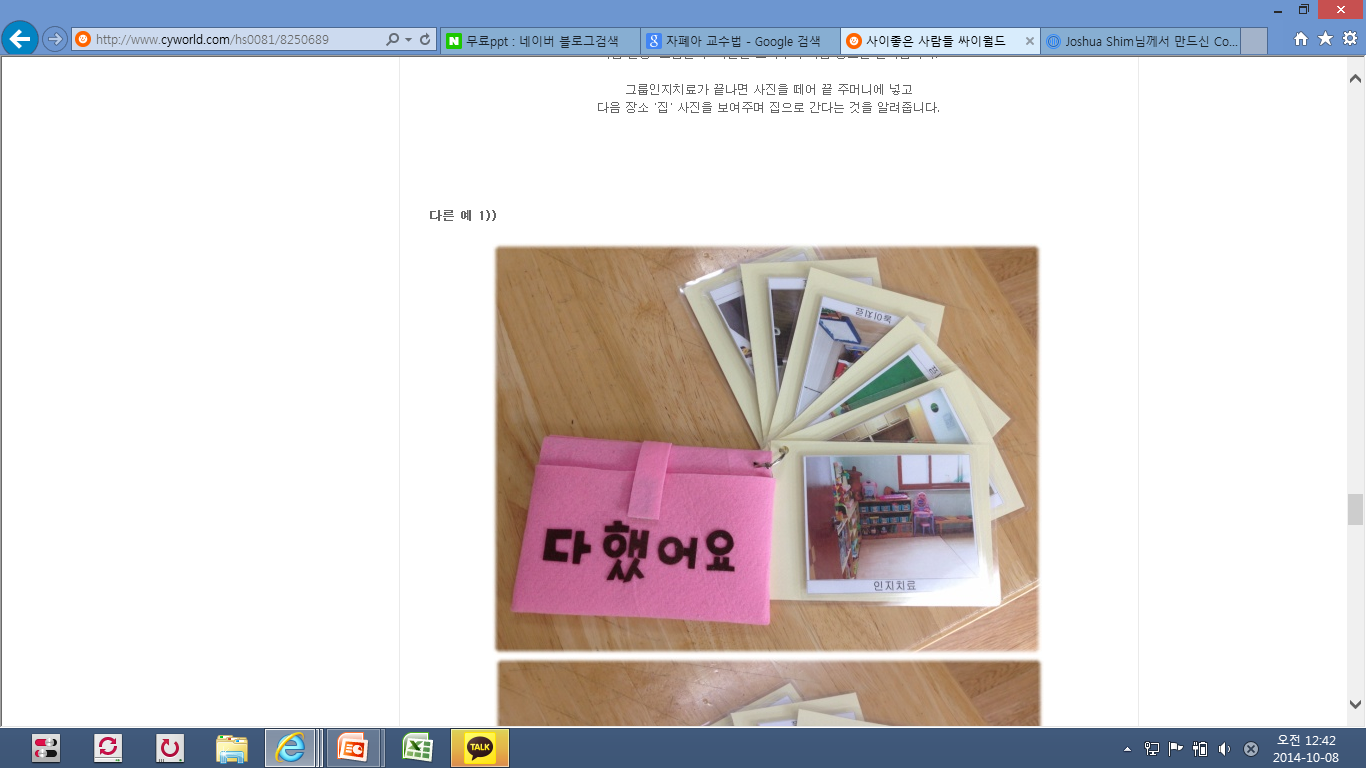 http://www.cyworld.com/hs0081/8250689
무료ppt : 네이버 블로그검색
자폐아 교수법 - Google 검색
사이좋은 사람들 싸이월드
Joshua Shim님께서 만드신 Co...
그룹인지치료가 끝나면 사진을 떼어 끝 주머니에 넣고
다음 장소 '집' 사진을 보여주며 집으로 간다는 것을 알려줍니다.
다른 예 1))
놀이치료
다했어요
인지치료
TALK
오전 12:42
2014-10-08